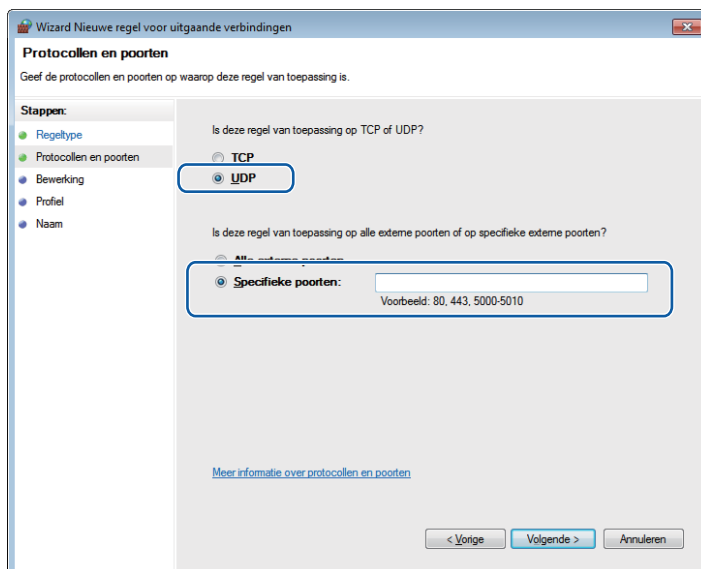 Wizard Nieuwe regel voor uitgaande verbindingen
Protocollen en poorten
Geef de protocollen en poorten op waarop deze regel van toepassing is.
Stappen:
Regeltype
Protocollen en poorten
Bewerking
Profiel
Naam
Is deze regel van toepassing op TCP of UDP?
TCP
UDP
Is deze regel van toepassing op alle externe poorten of op specifieke externe poorten?
Alle externe poorten
Specifieke poorten:
Voorbeeld: 80, 443, 5000-5010
Meer informatie over protocollen en poorten
< Vorige
Volgende >
Annuleren